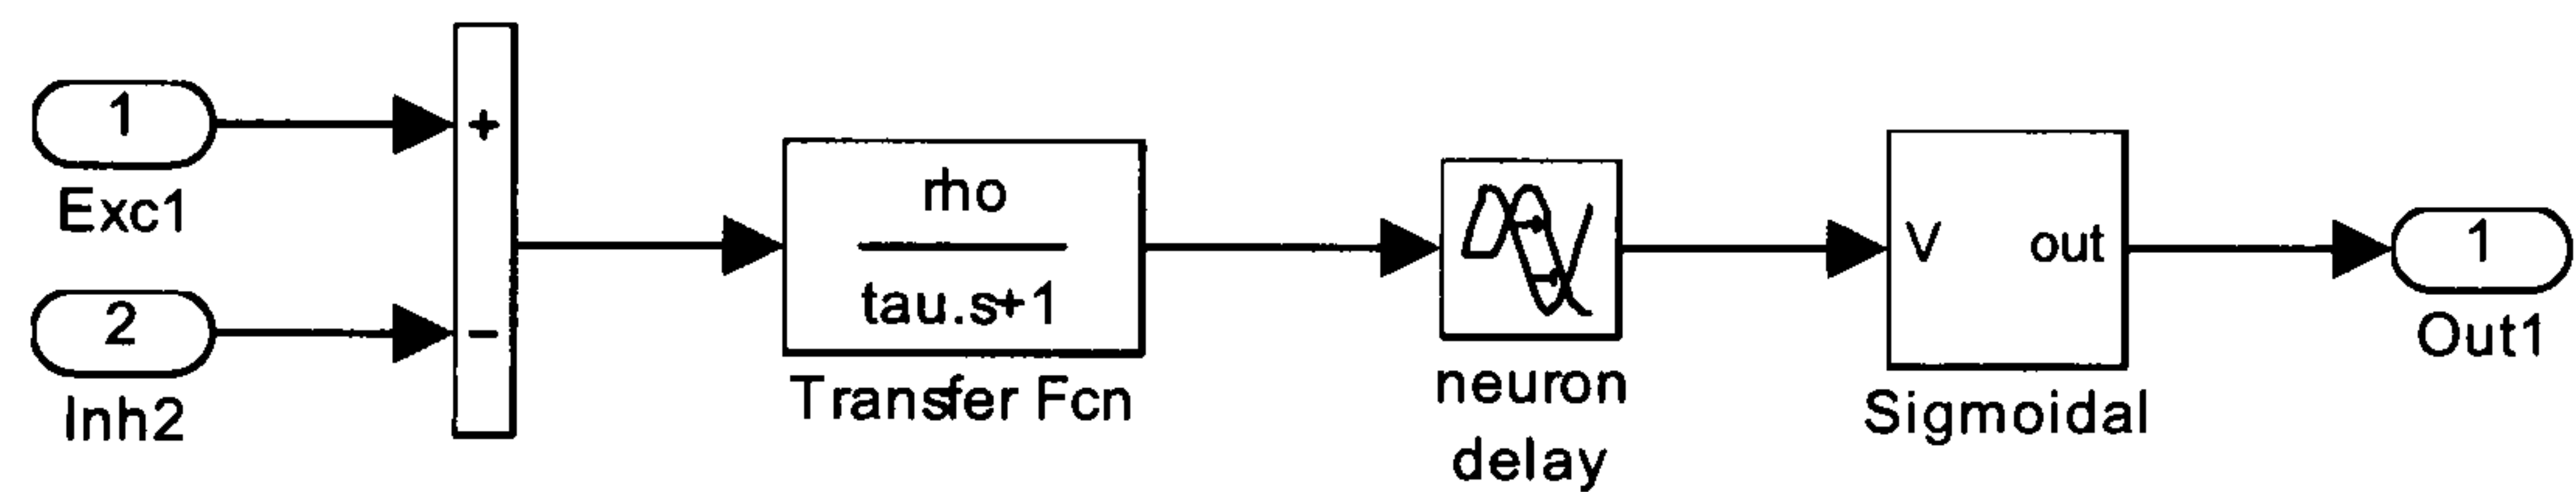 1
Exc1
2
Inh2
+
−
rho
tau.s+1
Transfer Fcn
neuron
delay
V out
Sigmoidal
1
Out1